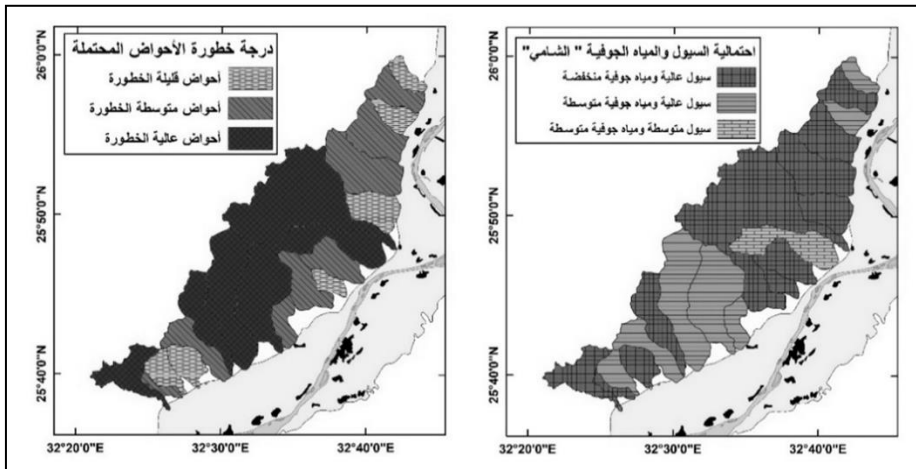 درجة خطورة الأحواض المحتملة
أحواض قليلة الخطورة
أحواض متوسطة الخطورة
أحواض عالية الخطورة
26°0'0"N
25°50'0"N
25°40'0"N
32°20'0"E
32°30'0"E
32°40'0"E
احتمالية السيول والمياه الجوفية " الشامي"
سيول عالية ومياه جوفية منخفضة
سيول عالية ومياه جوفية متوسطة
سيول متوسطة ومياه جوفية متوسطة
26°0'0"N
25°50'0"N
25°40'0"N
32°20'0"E
32°30'0"E
32°40'0"E